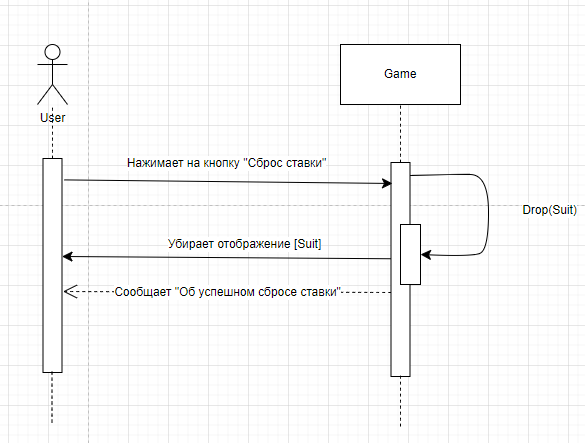 Game
User
Нажимает на кнопку "Сброс ставки"
Drop(Suit)
Убирает отображение [Suit]
Сообщает "Об успешном сбросе ставки"